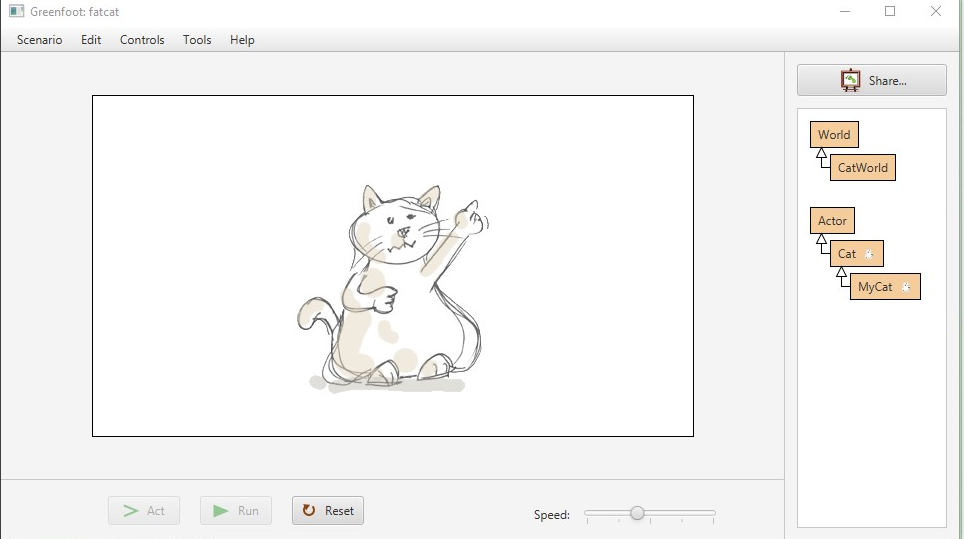 Greenfoot: fatcat
Scenario Edit Controls Tools Help
Share...
World
CatWorld
Actor
Cat
MyCat
Act Run Reset Speed: